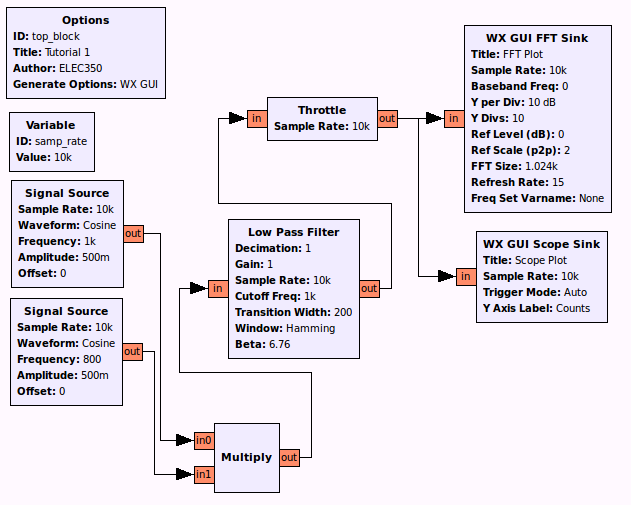 Options
ID: top_block
Title: Tutorial 1
Author: ELEC350
Generate Options: WX GUI
Variable
ID: samp_rate
Value: 10k
Signal Source
Sample Rate: 10k
Waveform: Cosine
Frequency: 1k
Amplitude: 500m
Offset: 0
out
Signal Source
Sample Rate: 10k
Waveform: Cosine
Frequency: 800
Amplitude: 500m
Offset: 0
out
in0
in1
Multiply
out
in
Low Pass Filter
Decimation: 1
Gain: 1
Sample Rate: 10k
Cutoff Freq: 1k
Transition Width: 200
Window: Hamming
Beta: 6.76
out
in
Throttle
Sample Rate: 10k
out
in
WX GUI FFT Sink
Title: FFT Plot
Sample Rate: 10k
Baseband Freq: 0
Y per Div: 10 dB
Y Divs: 10
Ref Level (dB): 0
Ref Scale (p2p): 2
FFT Size: 1.024k
Refresh Rate: 15
Freq Set Varname: None
in
WX GUI Scope Sink
Title: Scope Plot
Sample Rate: 10k
Trigger Mode: Auto
Y Axis Label: Counts